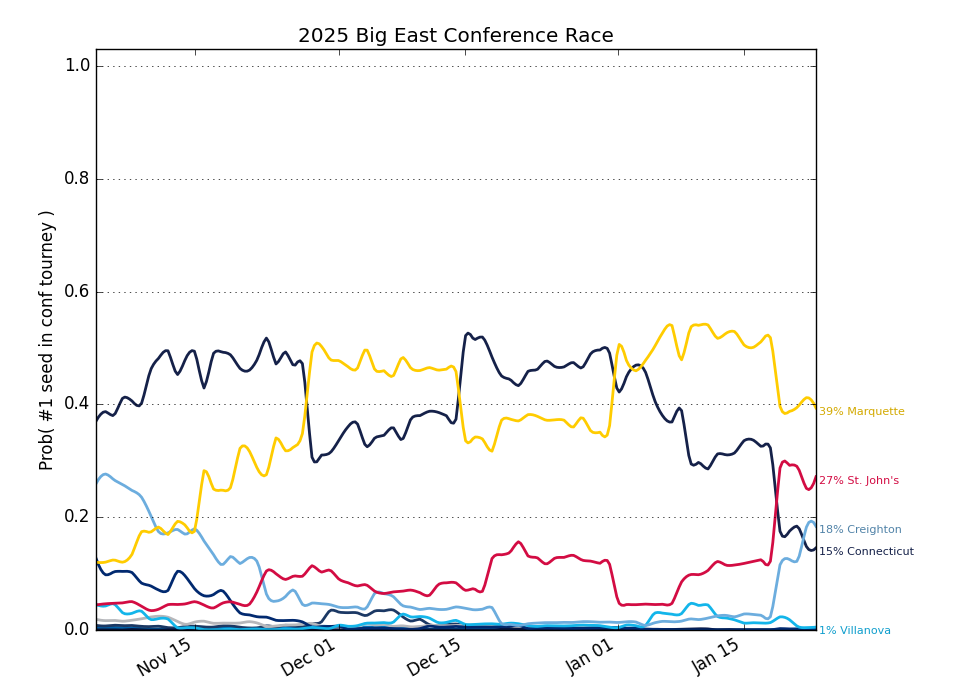 2025 Big East Conference Race
Prob( #1 seed in conf tourney )
1.0
0.8
0.6
0.4
0.2
0.0
Nov 15
Dec 01
Dec 15
Jan 01
Jan 15
39% Marquette
27% St. John's
18% Creighton
15% Connecticut
1% Villanova